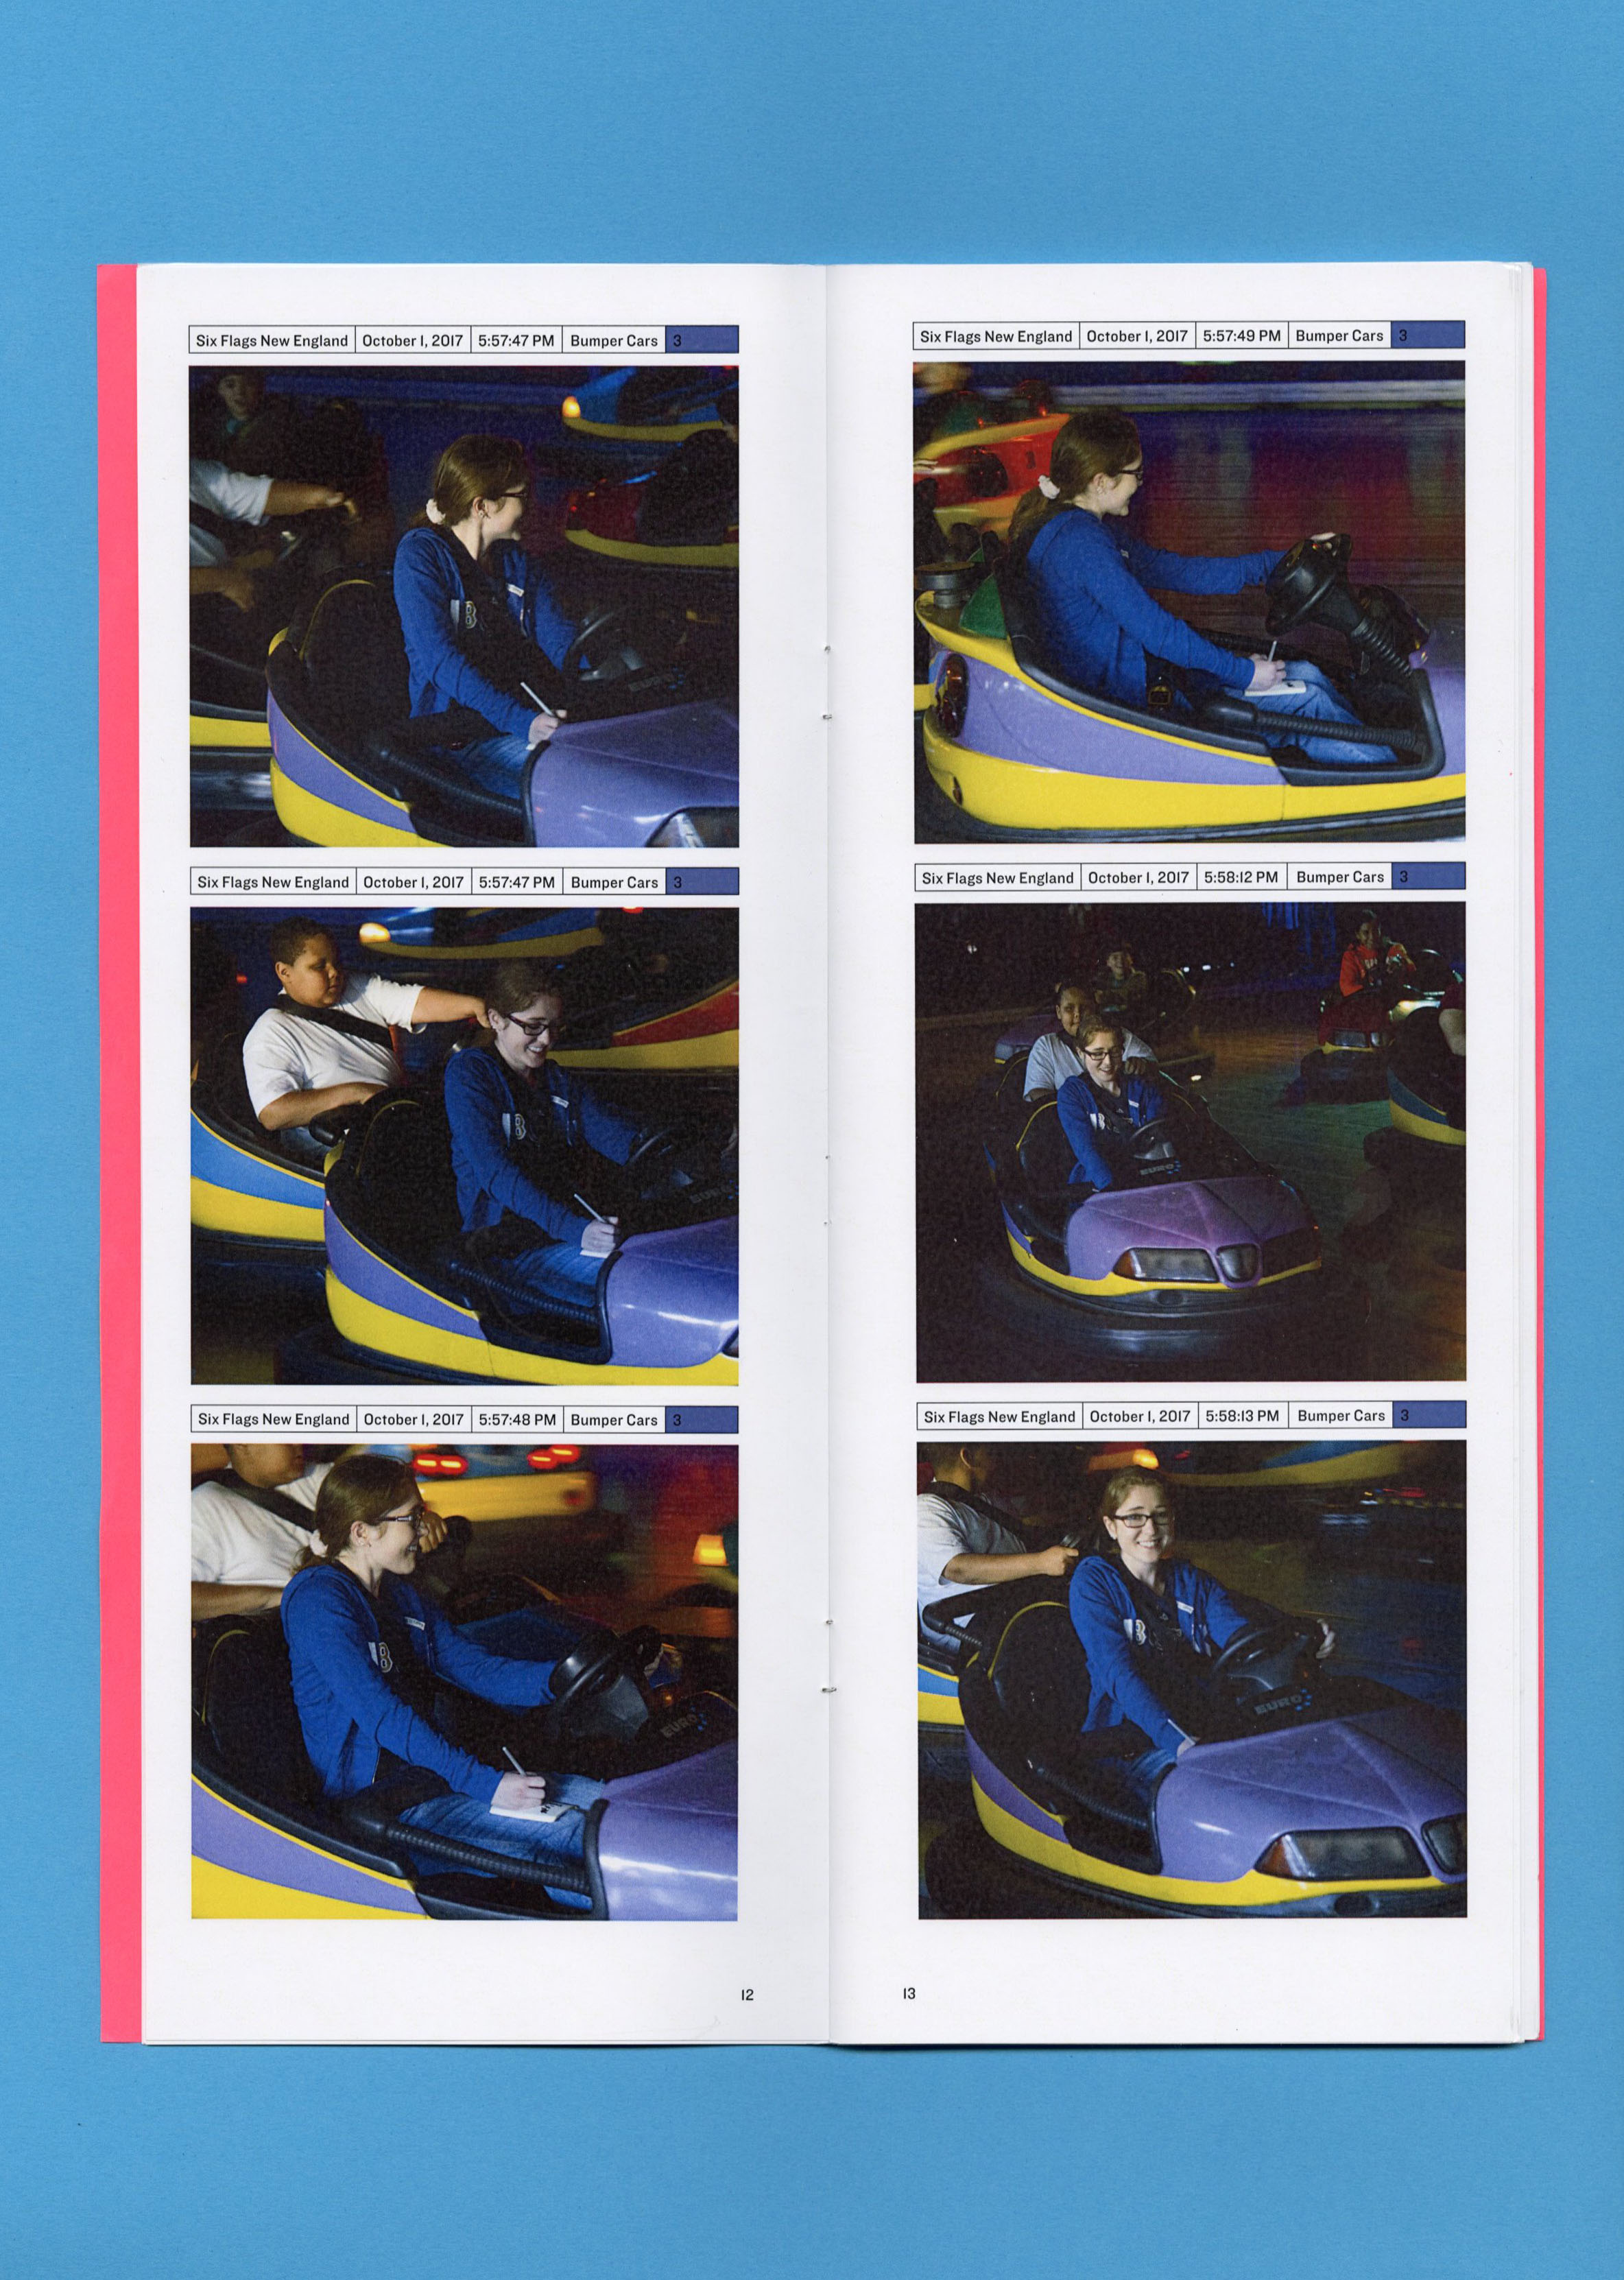 Six Flags New England October 1, 2017 5:57:47 PM Bumper Cars 3
B
Six Flags New England October 1, 2017 5:57:47 PM Bumper Cars 3
B
EURO
Six Flags New England October 1, 2017 5:57:48 PM Bumper Cars 3
B
EURO
12
Six Flags New England October 1, 2017 5:57:49 PM Bumper Cars 3
Six Flags New England October 1, 2017 5:58:12 PM Bumper Cars 3
B
EURO
Six Flags New England October 1, 2017 5:58:13 PM Bumper Cars 3
B
EURO
13